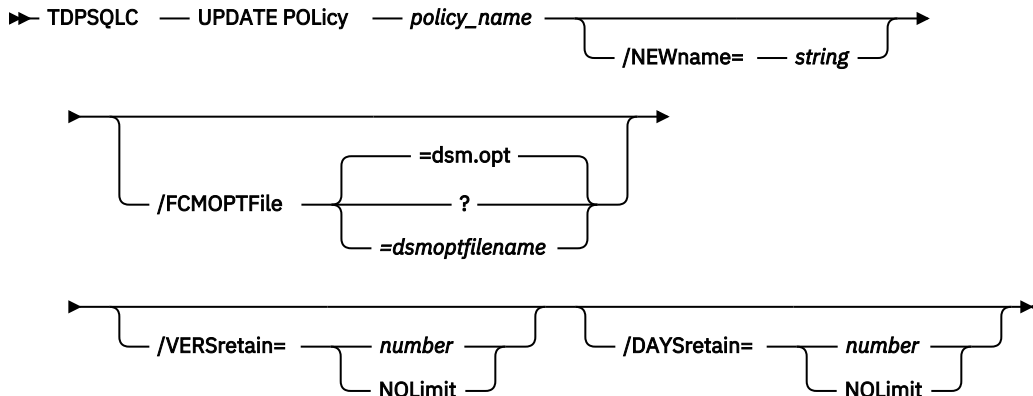 TDPSQLC UPDATE POLicy policy_name
/NEWname= string
=dsm.opt
/FCMOPTFile ?
=dsmoptfilename
/VERSretain= number /DAYSretain= number
NOLimit NOLimit